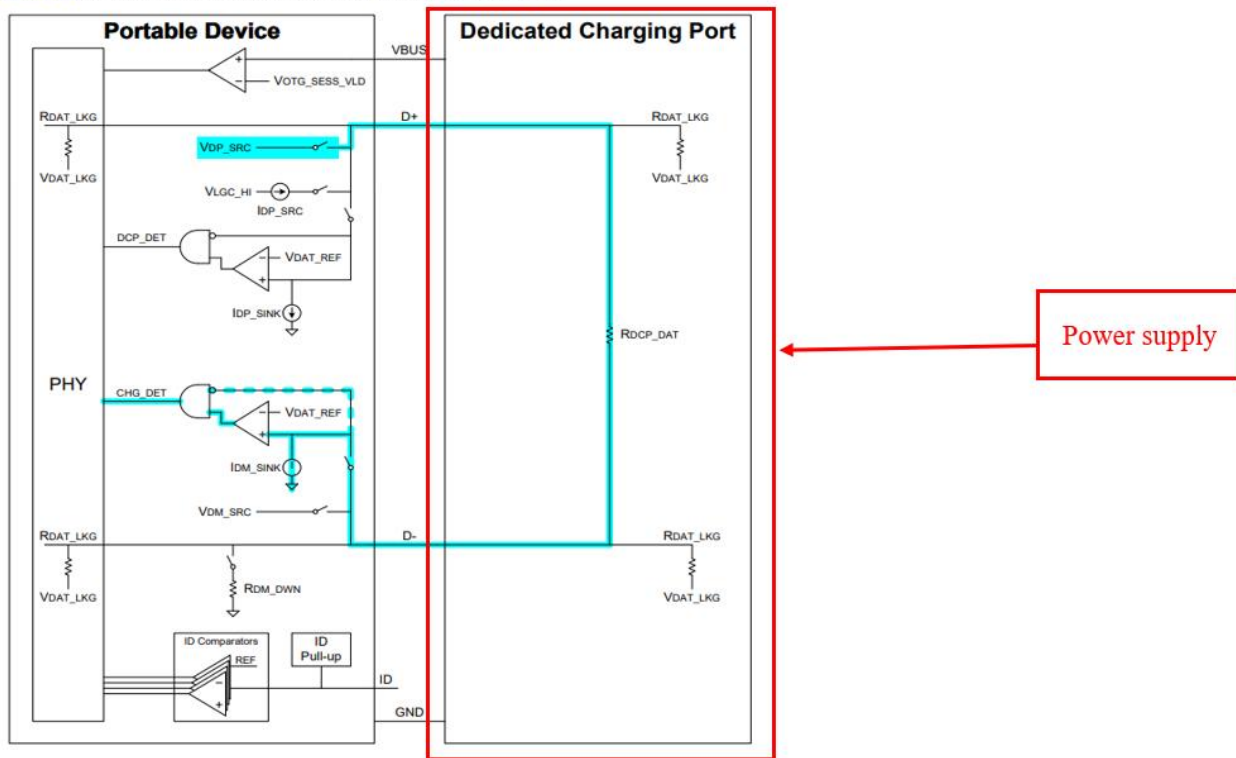 Portable Device
Dedicated Charging Port
VBUS
VOTG_SESS_VLD
RDAT_LKG
D+
RDAT_LKG
VDP_SRC
VDAT_LKG
VDAT_LKG
VLGC_HI
IDP_SRC
DCP_DET
VDAT_REF
IDP_SINK
RDCP_DAT
Power supply
PHY
CHG_DET
VDAT_REF
IDM_SINK
VDM_SRC
RDAT_LKG
D-
RDAT_LKG
RDM_DWN
VDAT_LKG
VDAT_LKG
ID Comparators
REF
ID
Pull-up
ID
GND